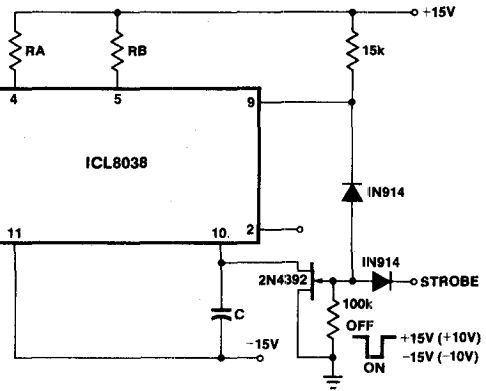 +15V
RA
RB
15k
4
5
9
ICL8038
IN914
11
10.
2
IN914
2N4392
STROBE
100k
C
OFF
+15V (+10V)
-15V
-15V (-10V)
ON